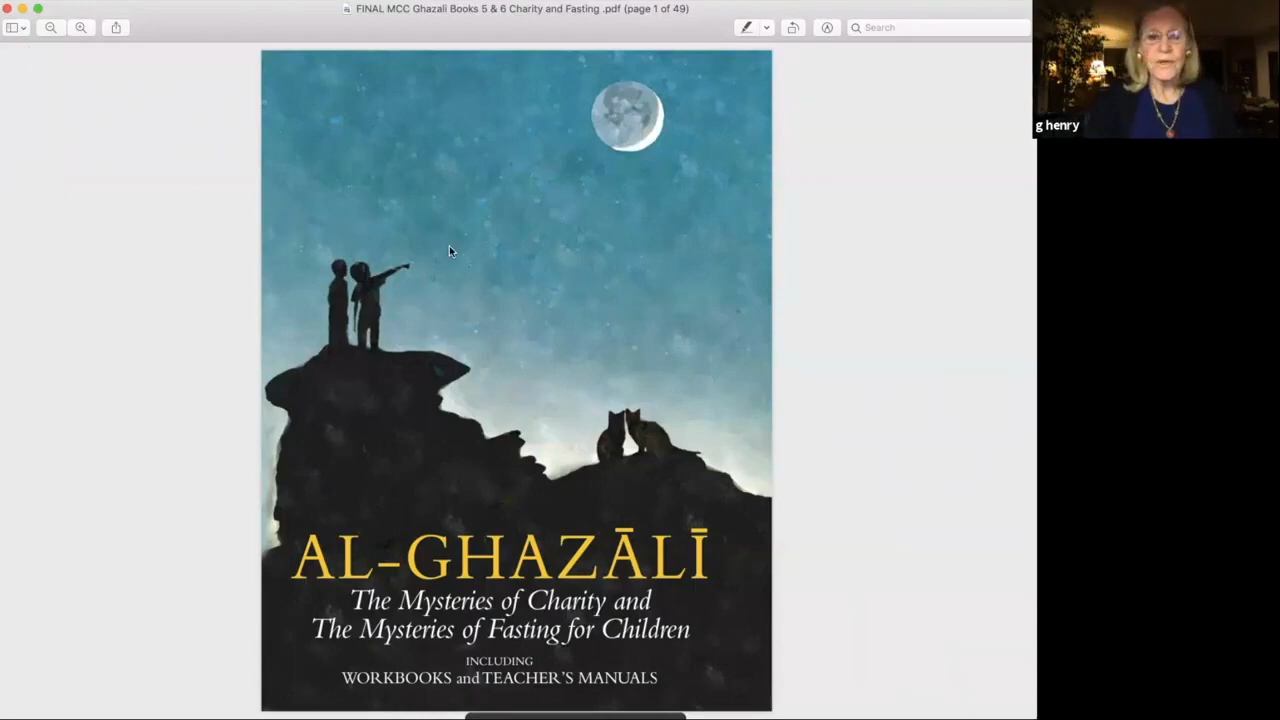 FINAL MCC Ghazali Books 5 & 6 Charity and Fasting .pdf (page 1 of 49)
Search
g henry
AL-GHAZĀLĪ
The Mysteries of Charity and
The Mysteries of Fasting for Children
INCLUDING
WORKBOOKS and TEACHER'S MANUALS